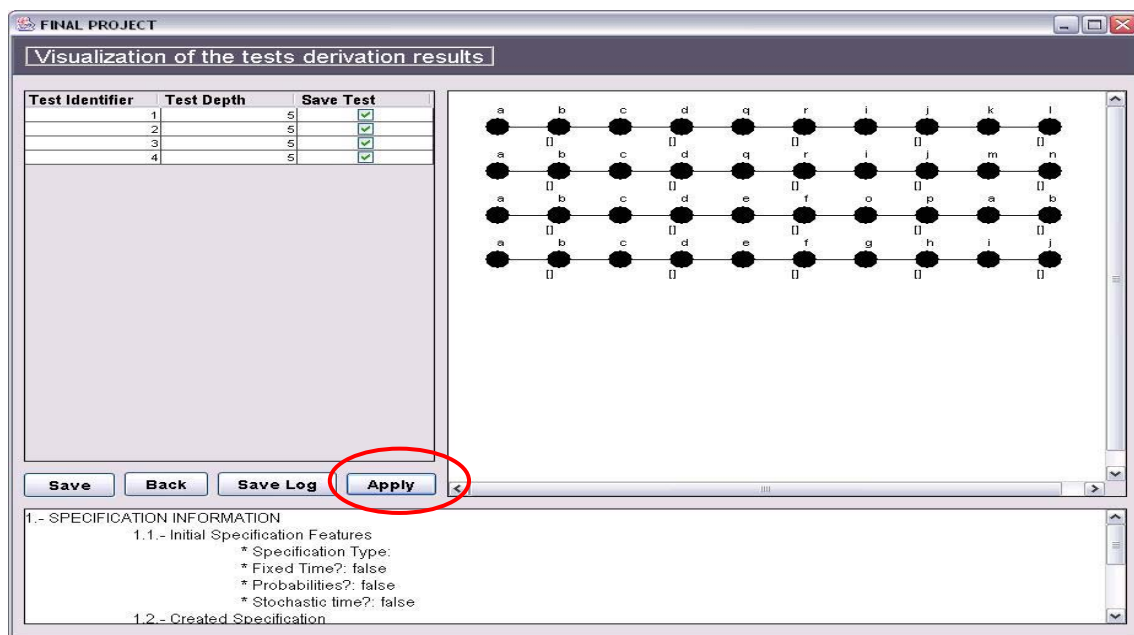 FINAL PROJECT
Visualization of the tests derivation results
Test Identifier Test Depth Save Test
1 5
2 5
3 5
4 5
a b c d q r i j k l
[] [] [] [] []
a b c d q r i j m n
[] [] [] [] []
a b c d e f o p a b
[] [] [] [] []
a b c d e f g h i j
[] [] [] [] []
Save Back Save Log Apply
1.- SPECIFICATION INFORMATION
1.1.- Initial Specification Features
* Specification Type:
* Fixed Time?: false
* Probabilities?: false
* Stochastic time?: false
1.2.- Created Specification